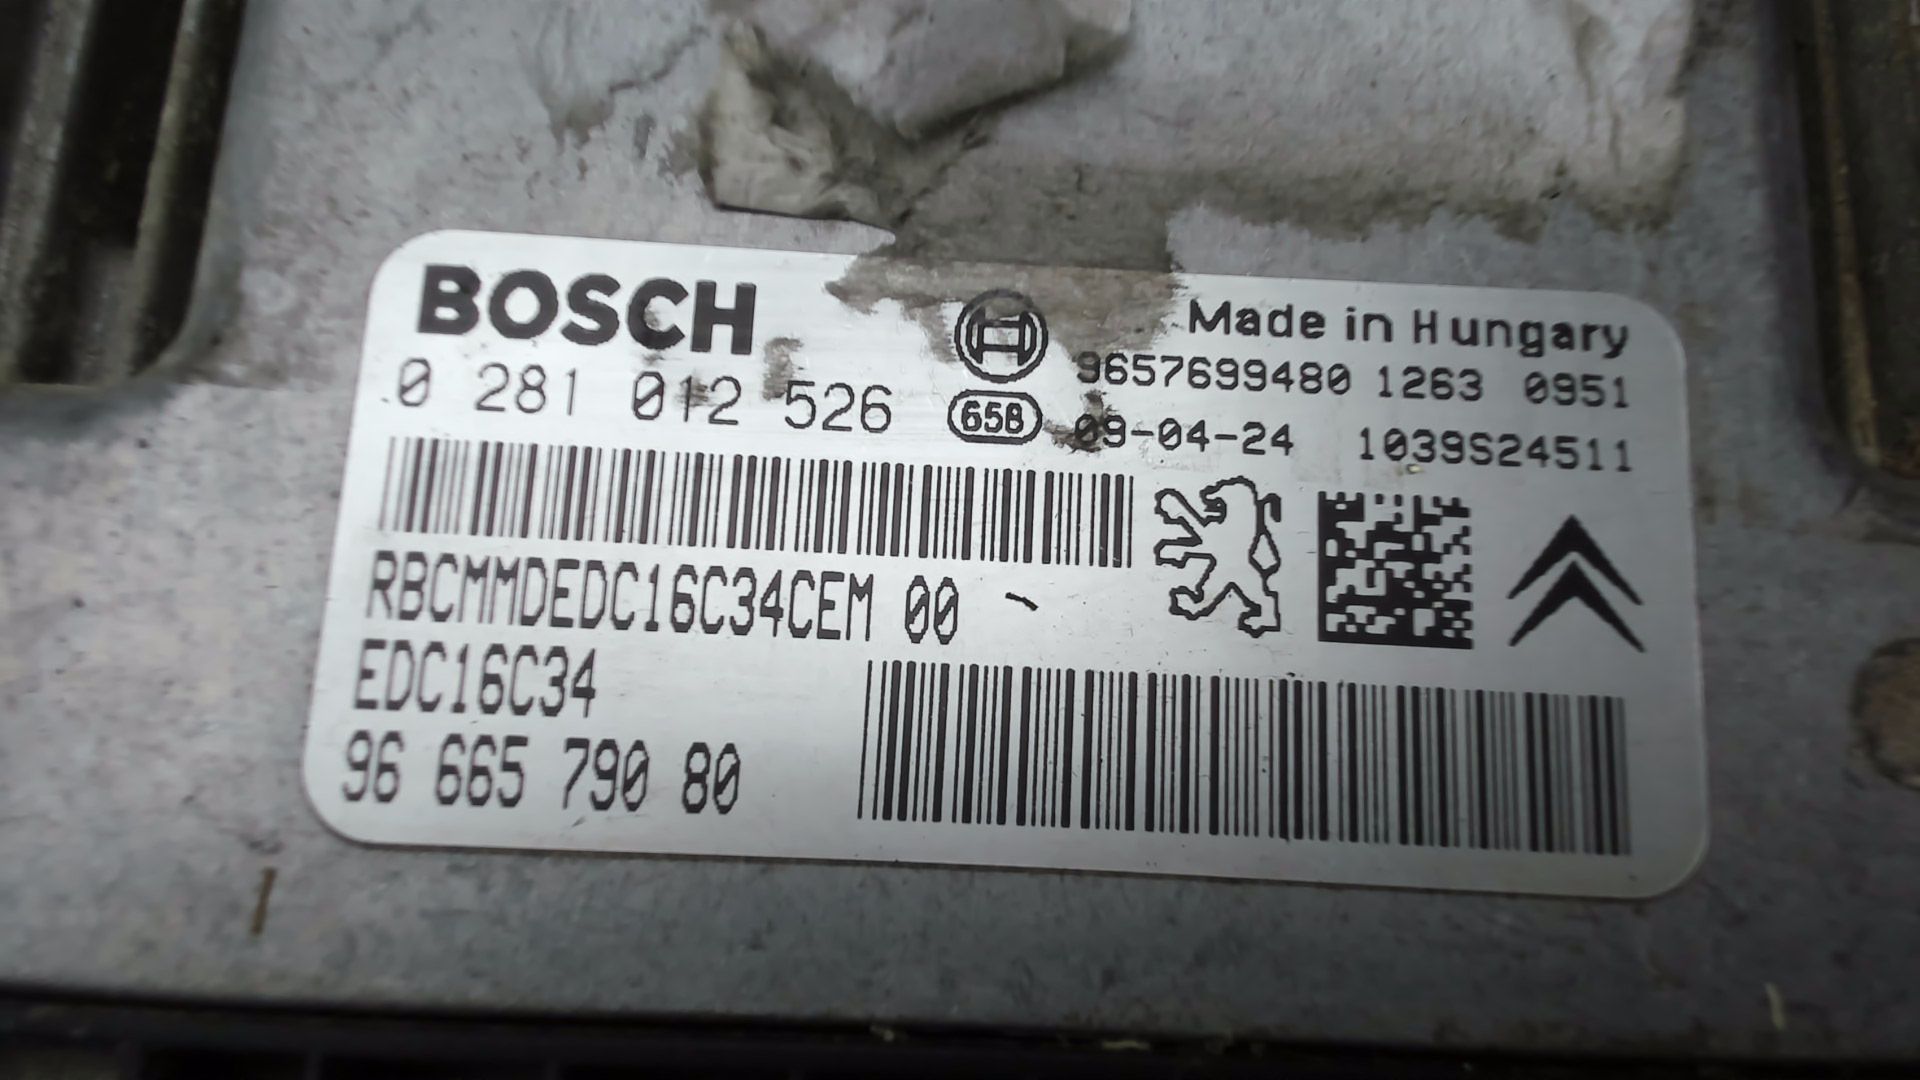 BOSCH
Made in Hungary
9657699480 1263 0951
0 281 012 526
658 09-04-24 1039S24511
RBCMMDEDC16C34CEM 00
EDC16C34
96 665 790 80